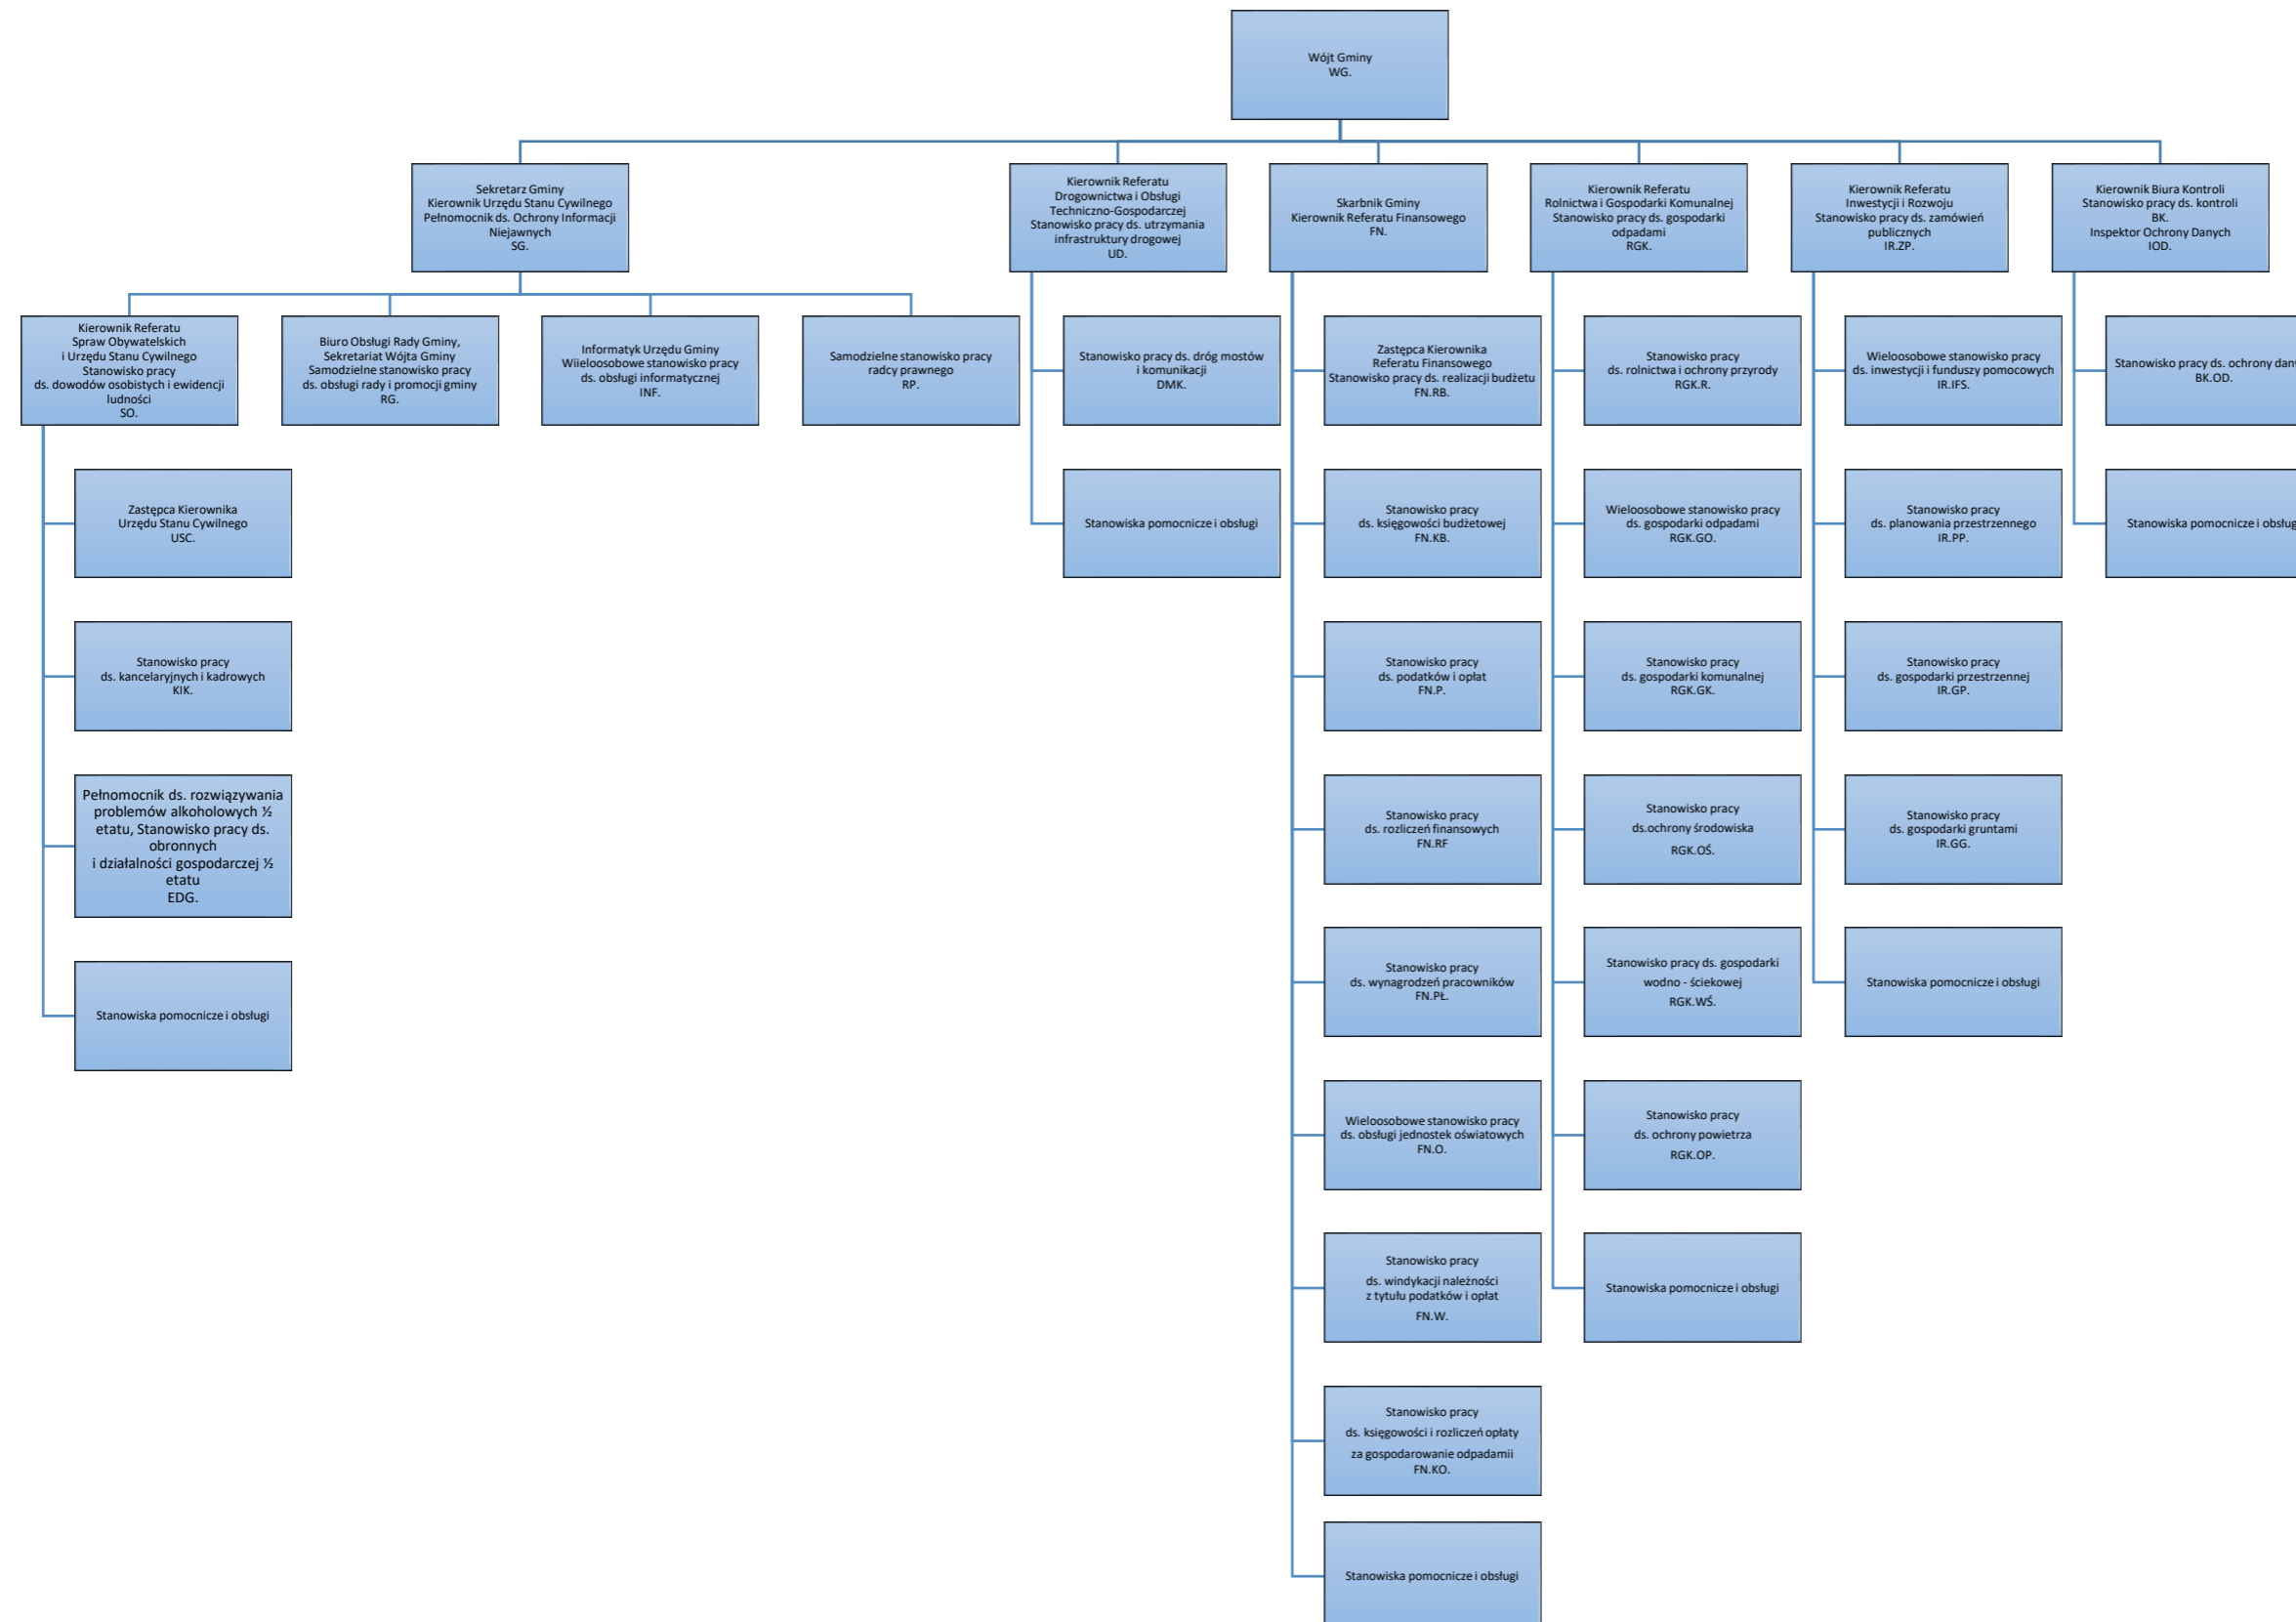 Wójt Gminy
WG.
Sekretarz Gminy
Kierownik Urzędu Stanu Cywilnego
Pełnomocnik ds. Ochrony Informacji
Niejawnych
SG.
Kierownik Referatu
Drogownictwa i Obsługi
Techniczno-Gospodarczej
Stanowisko pracy ds. utrzymania
infrastruktury drogowej
UD.
Skarbnik Gminy
Kierownik Referatu Finansowego
FN.
Kierownik Referatu
Rolnictwa i Gospodarki Komunalnej
Stanowisko pracy ds. gospodarki
odpadami
RGK.
Kierownik Referatu
Inwestycji i Rozwoju
Stanowisko pracy ds. zamówień
publicznych
IR.ZP.
Kierownik Biura Kontroli
Stanowisko pracy ds. kontroli
BK.
Inspektor Ochrony Danych
IOD.
Kierownik Referatu
Spraw Obywatelskich
i Urzędu Stanu Cywilnego
Stanowisko pracy
ds. dowodów osobistych i ewidencji
ludności
SO.
Biuro Obsługi Rady Gminy,
Sekretariat Wójta Gminy
Samodzielne stanowisko pracy
ds. obsługi rady i promocji gminy
RG.
Informatyk Urzędu Gminy
Wiieloosobowe stanowisko pracy
ds. obsługi informatycznej
INF.
Samodzielne stanowisko pracy
radcy prawnego
RP.
Stanowisko pracy ds. dróg mostów
i komunikacji
DMK.
Zastępca Kierownika
Referatu Finansowego
Stanowisko pracy ds. realizacji budżetu
FN.RB.
Stanowisko pracy
ds. rolnictwa i ochrony przyrody
RGK.R.
Wieloosobowe stanowisko pracy
ds. inwestycji i funduszy pomocowych
IR.IFS.
Stanowisko pracy ds. ochrony
BK.OD.
Zastępca Kierownika
Urzędu Stanu Cywilnego
USC.
Stanowiska pomocnicze i obsługi
Stanowisko pracy
ds. księgowości budżetowej
FN.KB.
Wieloosobowe stanowisko pracy
ds. gospodarki odpadami
RGK.GO.
Stanowisko pracy
ds. planowania przestrzennego
IR.PP.
Stanowiska pomocnicze i
Stanowisko pracy
ds. kancelaryjnych i kadrowych
KIK.
Stanowisko pracy
ds. podatków i opłat
FN.P.
Stanowisko pracy
ds. gospodarki komunalnej
RGK.GK.
Stanowisko pracy
ds. gospodarki przestrzennej
IR.GP.
Pełnomocnik ds. rozwiązywania
problemów alkoholowych ½
etatu, Stanowisko pracy ds.
obronnych
i działalności gospodarczej ½
etatu
EDG.
Stanowisko pracy
ds. rozliczeń finansowych
FN.RF
Stanowisko pracy
ds.ochrony środowiska
RGK.OŚ.
Stanowisko pracy
ds. gospodarki gruntami
IR.GG.
Stanowiska pomocnicze i obsługi
Stanowisko pracy
ds. wynagrodzeń pracowników
FN.PŁ.
Stanowisko pracy ds. gospodarki
wodno - ściekowej
RGK.WŚ.
Stanowiska pomocnicze i obsługi
Wieloosobowe stanowisko pracy
ds. obsługi jednostek oświatowych
FN.O.
Stanowisko pracy
ds. ochrony powietrza
RGK.OP.
Stanowisko pracy
ds. windykacji należności
z tytułu podatków i opłat
FN.W.
Stanowiska pomocnicze i obsługi
Stanowisko pracy
ds. księgowości i rozliczeń opłaty
za gospodarowanie odpadamii
FN.KO.
Stanowiska pomocnicze i obsługi